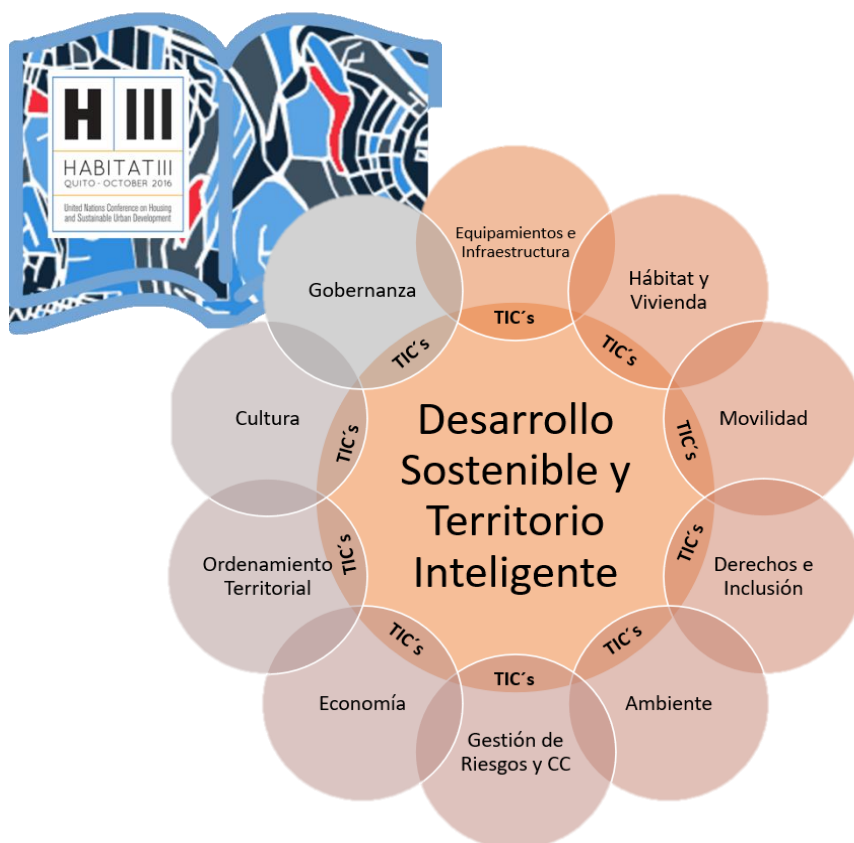 H III
HABITAT III
QUITO - OCTOBER 2016
United Nations Conference on Housing
and Sustainable Urban Development
Equipamientos e
Infraestructura
TIC´s
Hábitat y
Vivienda
TIC´s
Movilidad
TIC´s
Derechos e
Inclusión
TIC´s
Ambiente
TIC´s
Gestión de
Riesgos y CC
TIC´s
Economía
TIC´s
Ordenamiento
Territorial
TIC´s
Cultura
TIC´s
Gobernanza
TIC´s
Desarrollo
Sostenible y
Territorio
Inteligente